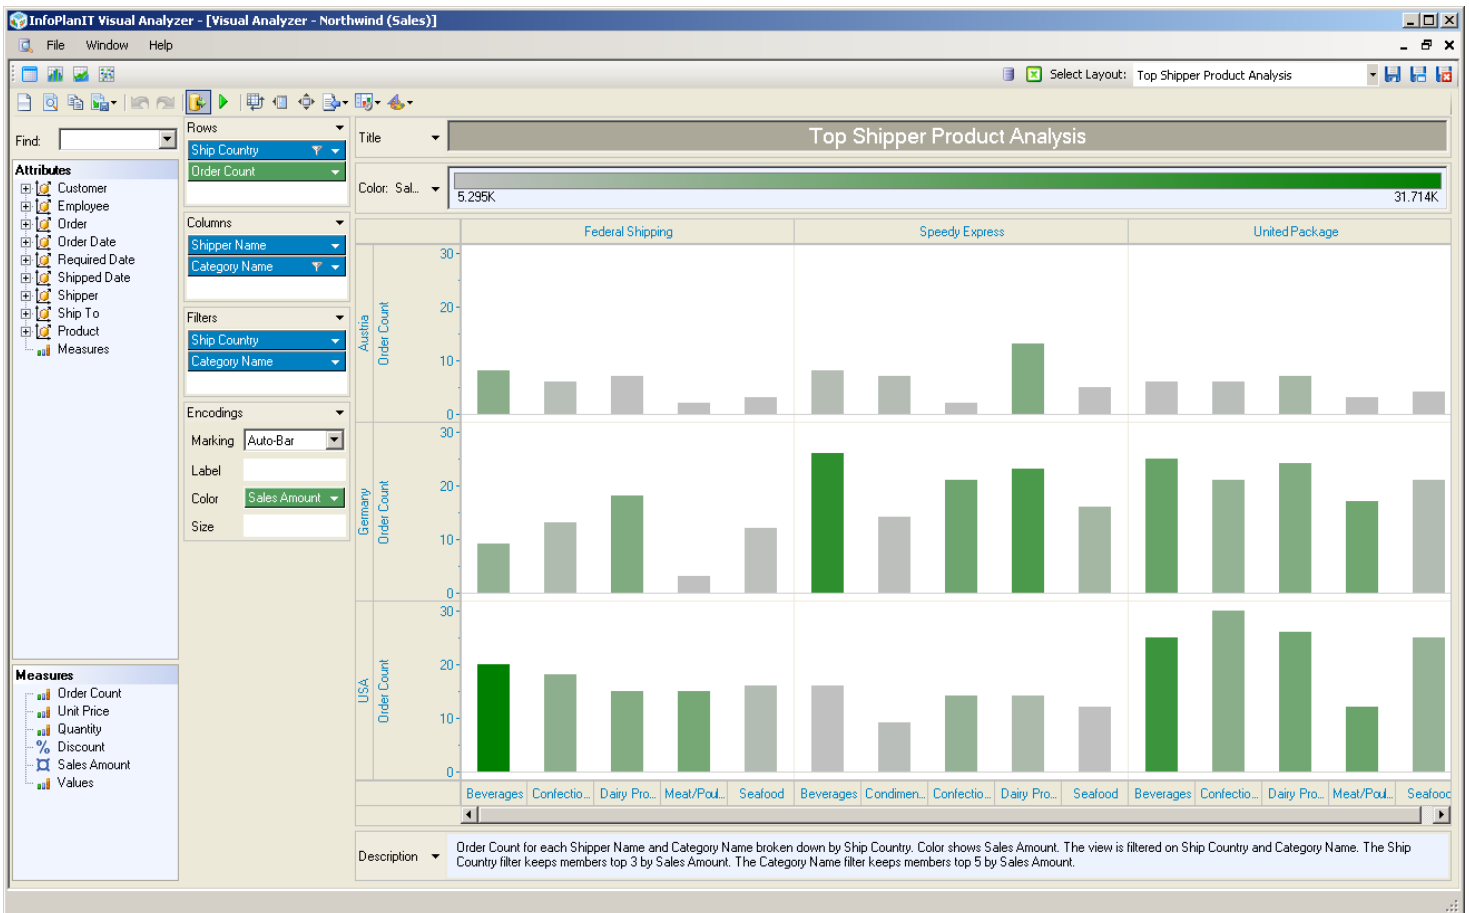 InfoPlanIT Visual Analyzer - [Visual Analyzer - Northwind (Sales)]
File Window Help
Select Layout: Top Shipper Product Analysis
Find:
Attributes
Customer
Employee
Order
Order Date
Required Date
Shipped Date
Shipper
Ship To
Product
Measures
Measures
Order Count
Unit Price
Quantity
Discount
Sales Amount
Values
Rows
Ship Country
Order Count
Columns
Shipper Name
Category Name
Filters
Ship Country
Category Name
Encodings
Marking Auto-Bar
Label
Color Sales Amount
Size
Title Top Shipper Product Analysis
Color: Sal...
5.295K 31.714K
Federal Shipping Speedy Express United Package
Austria
Order Count
30
20
10
0
Germany
Order Count
30
20
10
0
USA
Order Count
30
20
10
0
Beverages Confectio... Dairy Pro... Meat/Poul... Seafood Beverages Condimen... Confectio... Dairy Pro... Seafood Beverages Confectio... Dairy Pro... Meat/Poul... Seafood
Description
Order Count for each Shipper Name and Category Name broken down by Ship Country. Color shows Sales Amount. The view is filtered on Ship Country and Category Name. The Ship
Country filter keeps members top 3 by Sales Amount. The Category Name filter keeps members top 5 by Sales Amount.